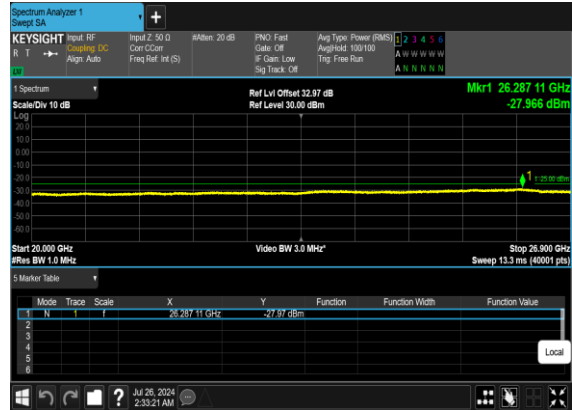 Spectrum Analyzer 1
Swept SA
+
KEYSIGHT Input: RF Input Z: 50 Ω #Atten: 20 dB PNO: Fast Avg Type: Power (RMS) 1 2 3 4 5 6
R T Coupling: DC Corr CCorr Gate: Off Avg|Hold: 100/100 A W W W W W
Align: Auto Freq Ref: Int (S) IF Gain: Low Trig: Free Run
Sig Track: Off A N N N N N
1 Spectrum
Ref Lvl Offset 32.97 dB Mkr1 26.287 11 GHz
Scale/Div 10 dB Ref Level 30.00 dBm -27.966 dBm
Log
20.0
10.0
0.00
-10.0
-20.0
-30.0
-40.0
-50.0
-60.0
1
-25.00 dBm
Start 20.000 GHz Video BW 3.0 MHz* Stop 26.900 GHz
#Res BW 1.0 MHz Sweep 13.3 ms (40001 pts)
5 Marker Table
Mode Trace Scale X Y Function Function Width Function Value
1 N 1 f 26.287 11 GHz -27.97 dBm
2
3
4
5
6
Local
?
Jul 26, 2024
2:33:21 AM